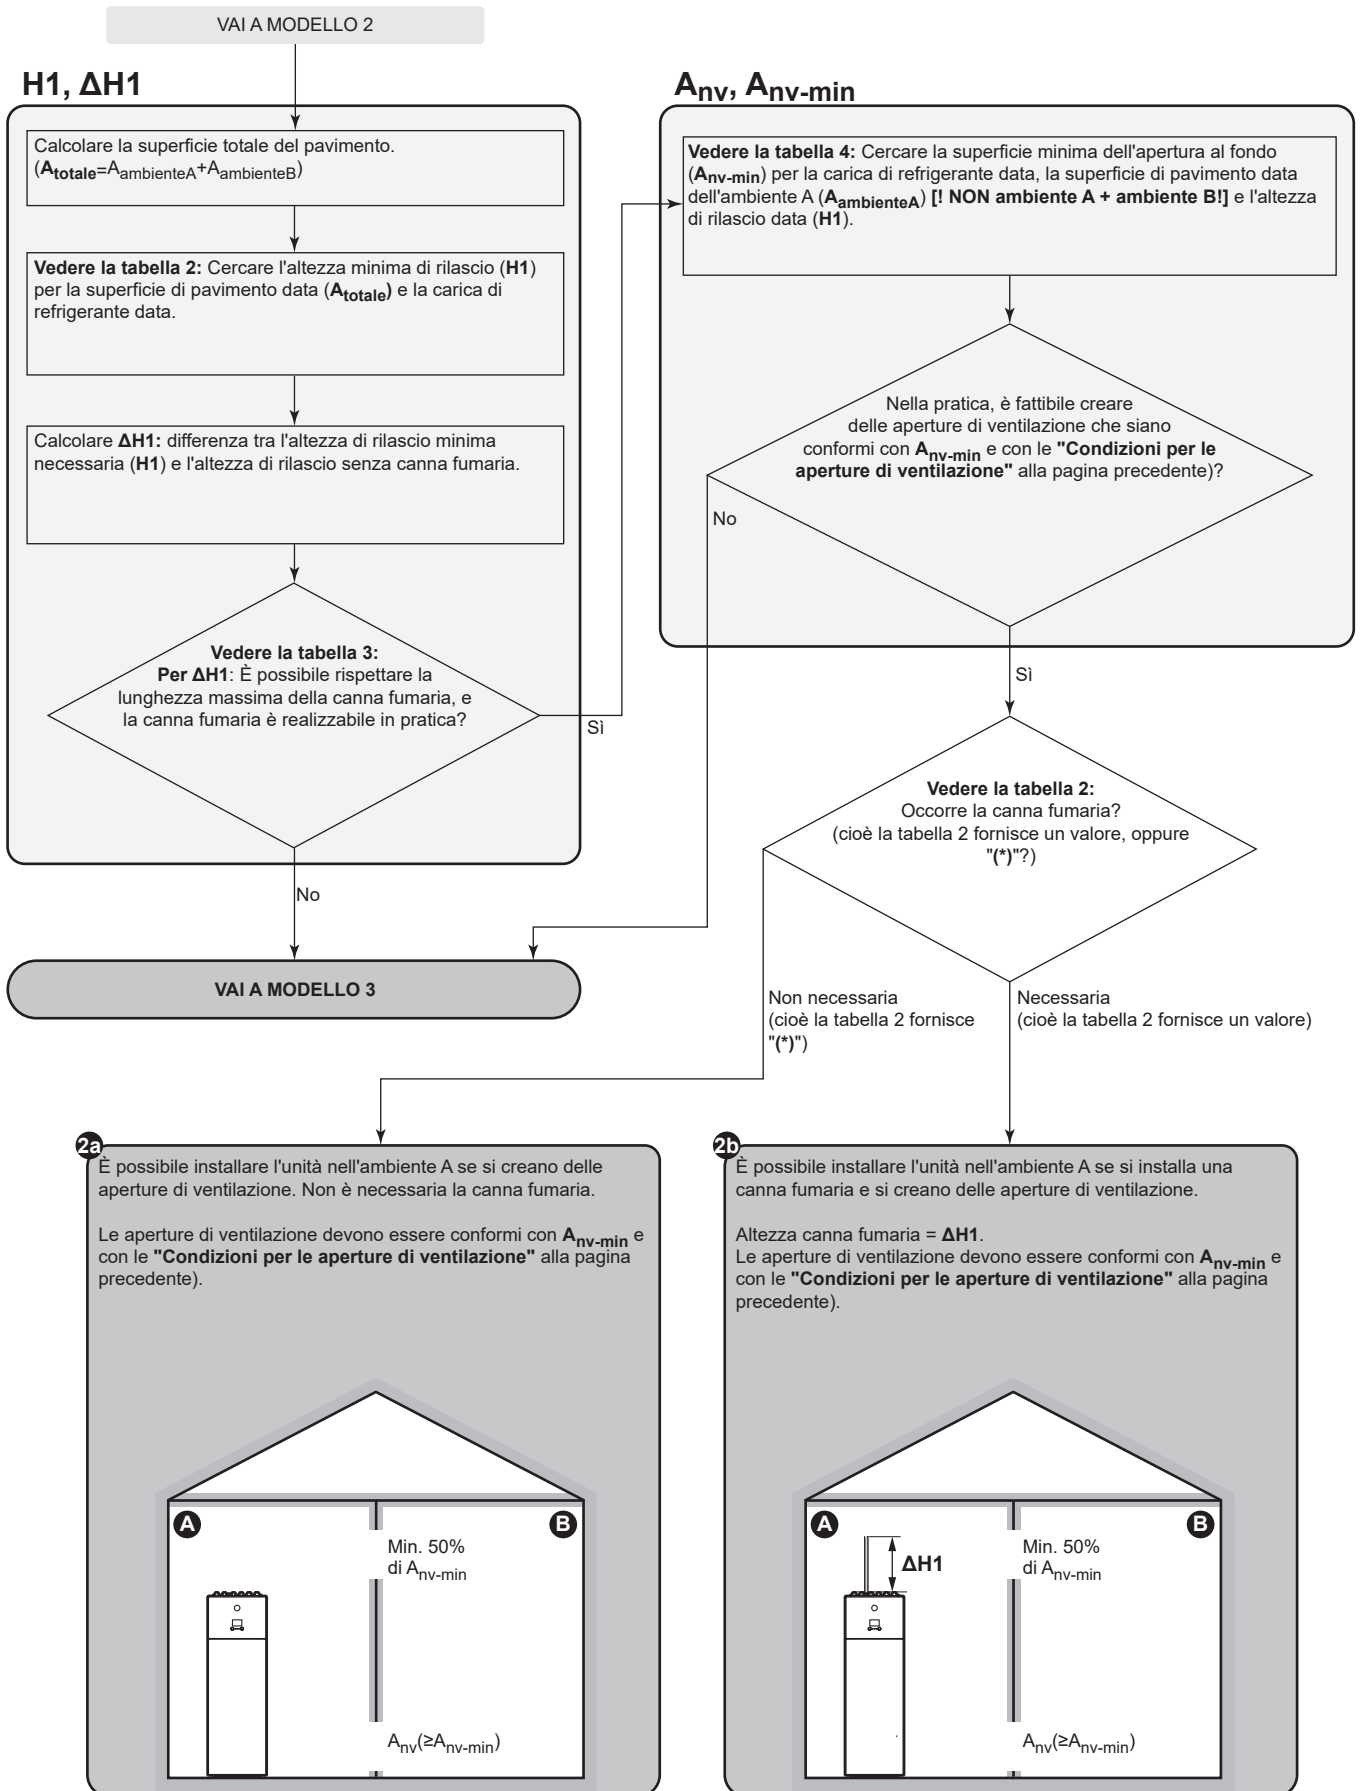 VAI A MODELLO 2
H1, ΔH1
Calcolare la superficie totale del pavimento.
(Atotale=AambienteA+AambienteB)
Vedere la tabella 2: Cercare l'altezza minima di rilascio (H1)
per la superficie di pavimento data (Atotale) e la carica di
refrigerante data.
Calcolare ΔH1: differenza tra l'altezza di rilascio minima
necessaria (H1) e l'altezza di rilascio senza canna fumaria.
Vedere la tabella 3:
Per ΔH1: È possibile rispettare la
lunghezza massima della canna fumaria, e
la canna fumaria è realizzabile in pratica?
Sì
No
VAI A MODELLO 3
Anv, Anv-min
Vedere la tabella 4: Cercare la superficie minima dell'apertura al fondo
(Anv-min) per la carica di refrigerante data, la superficie di pavimento data
dell'ambiente A (AambienteA) [! NON ambiente A + ambiente B!] e l'altezza
di rilascio data (H1).
Nella pratica, è fattibile creare
delle aperture di ventilazione che siano
conformi con Anv-min e con le "Condizioni per le
aperture di ventilazione" alla pagina precedente)?
No
Sì
Vedere la tabella 2:
Occorre la canna fumaria?
(cioè la tabella 2 fornisce un valore, oppure
"(*)"?)
Non necessaria
(cioè la tabella 2 fornisce
"(*)")
Necessaria
(cioè la tabella 2 fornisce un valore)
2a
È possibile installare l'unità nell'ambiente A se si creano delle
aperture di ventilazione. Non è necessaria la canna fumaria.
Le aperture di ventilazione devono essere conformi con Anv-min e
con le "Condizioni per le aperture di ventilazione" alla pagina
precedente).
A
B
Min. 50%
di Anv-min
Anv(≥Anv-min)
2b
È possibile installare l'unità nell'ambiente A se si installa una
canna fumaria e si creano delle aperture di ventilazione.
Altezza canna fumaria = ΔH1.
Le aperture di ventilazione devono essere conformi con Anv-min e
con le "Condizioni per le aperture di ventilazione" alla pagina
precedente).
A
B
ΔH1
Min. 50%
di Anv-min
Anv(≥Anv-min)